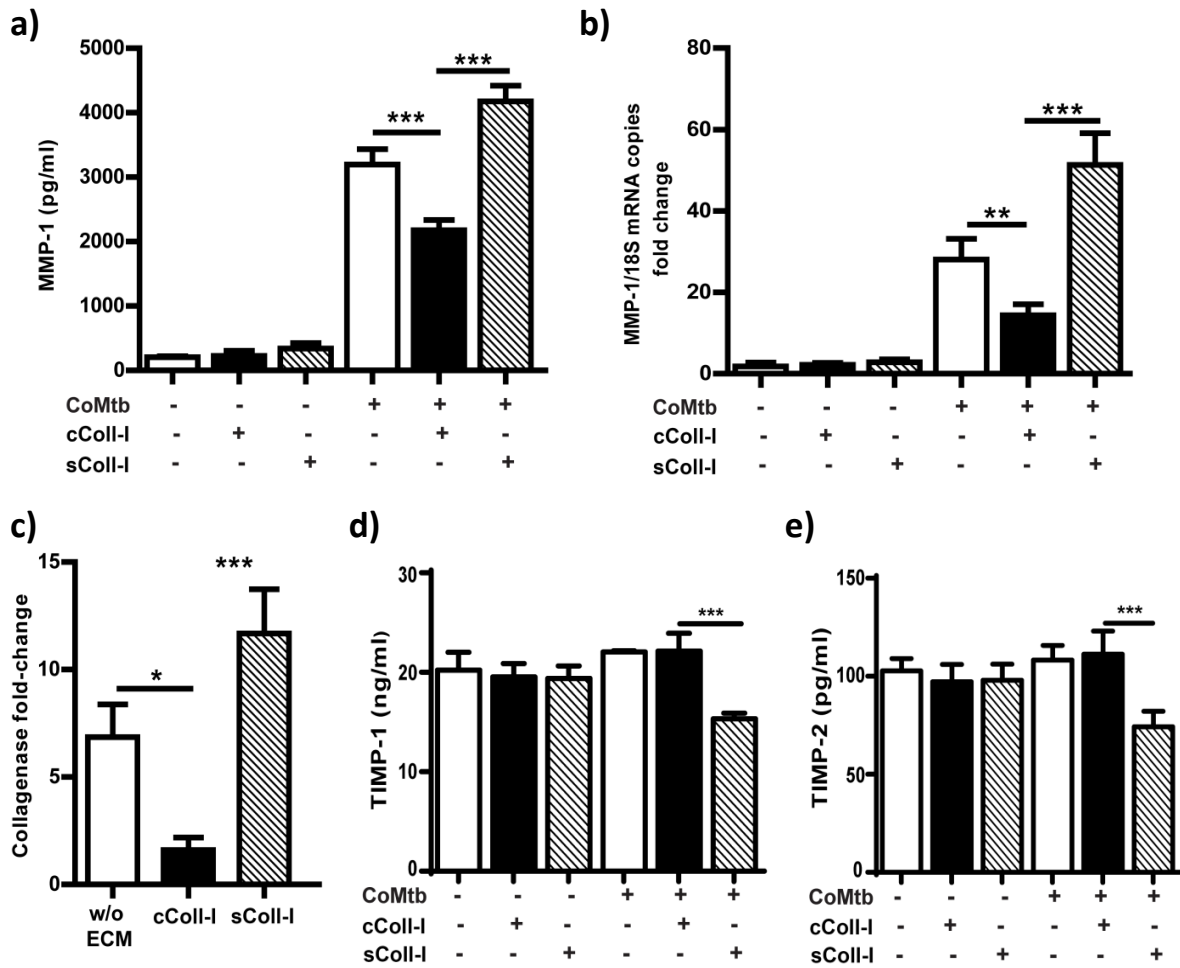 a)
MMP-1 (pg/ml)
5000
4000
3000
2000
1000
0
***
***
CoMtb - - - + + +
cColl-I - + - - + -
sColl-I - - + - - +
b)
MMP-1/18S mRNA copies
fold change
80
60
40
20
0
**
***
CoMtb - - - + + +
cColl-I - + - - + -
sColl-I - - + - - +
c)
Collagenase fold-change
15
10
5
0
*
***
w/o
ECM
cColl-I
sColl-I
d)
TIMP-1 (ng/ml)
30
20
10
0
***
CoMtb - - - + + +
cColl-I - + - - + -
sColl-I - - + - - +
e)
TIMP-2 (pg/ml)
150
100
50
0
***
CoMtb - - - + + +
cColl-I - + - - + -
sColl-I - - + - - +